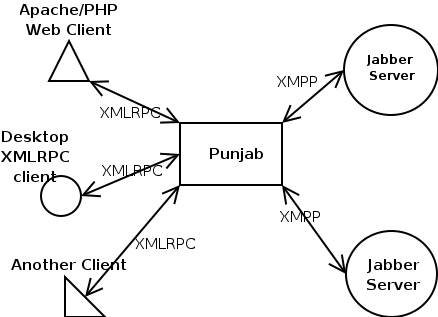 Apache/PHP
Web Client
XMLRPC
Desktop
XMLRPC
client
XMLRPC
Another Client
XMLRPC
Punjab
XMPP
Jabber
Server
XMPP
Jabber
Server